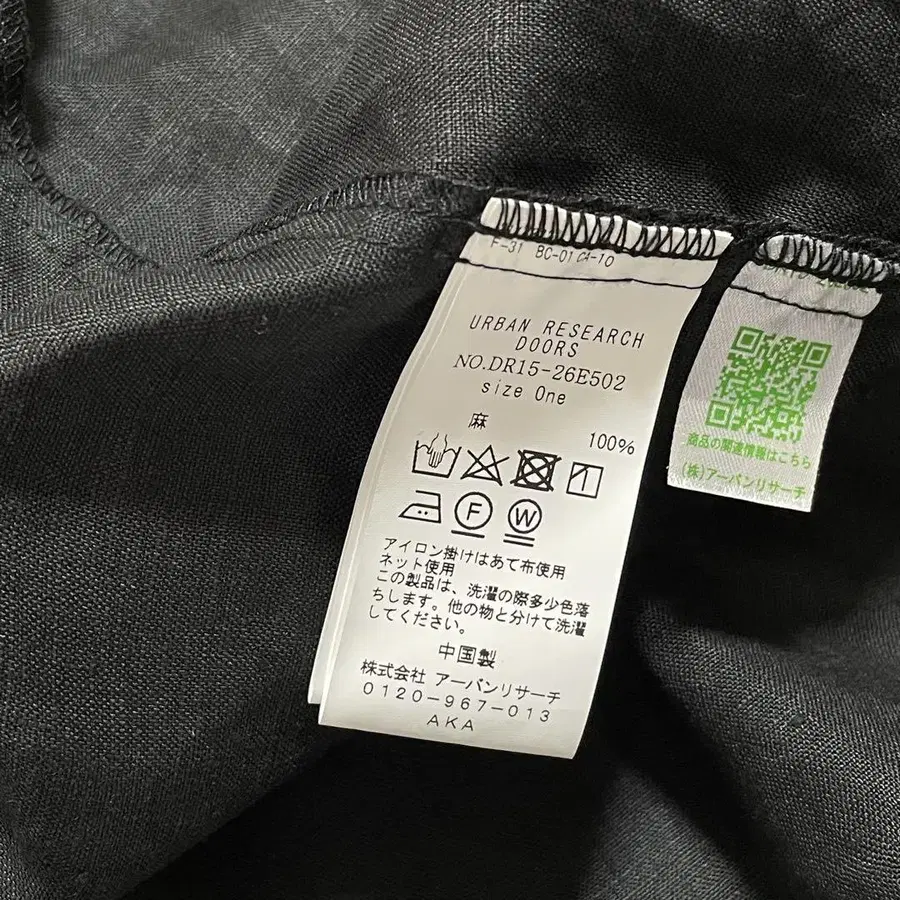 F-31 BC-01 CA-10
URBAN RESEARCH
DOORS
NO.DR15-26E502
size One
麻 100%
F W
アイロン掛けはあて布使用
ネット使用
この製品は、洗濯の際多少色落
ちします。他の物と分けて洗濯
してください。
中国製
株式会社 アーバンリサーチ
0120-967-013
AKA
商品の関連情報はこちら
(株)アーバンリサーチ